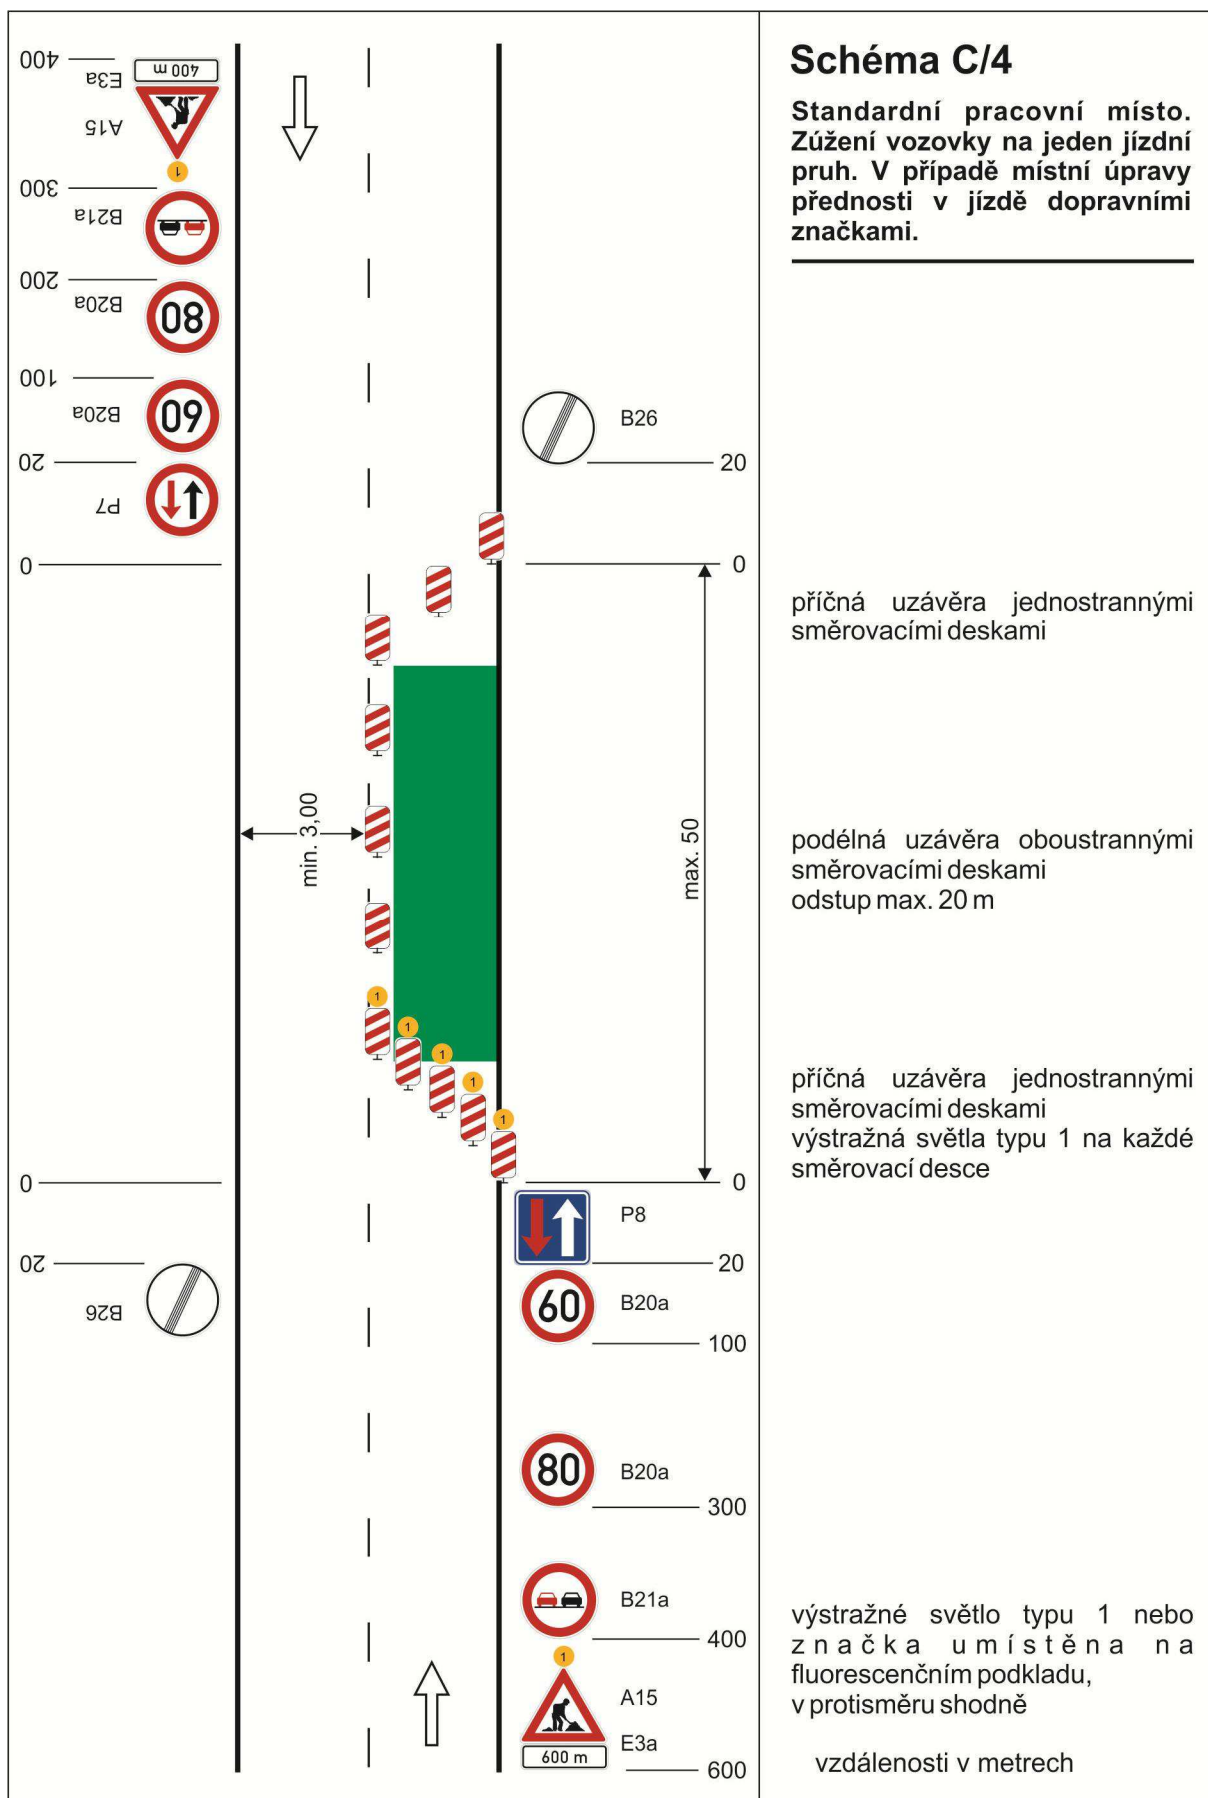 Schéma C/4
Standardní pracovní místo.
Zúžení vozovky na jeden jízdní
pruh. V případě místní úpravy
přednosti v jízdě dopravními
značkami.
400
E3a
400 m
A15
1
300
B21a
200
B20a
80
100
B20a
60
20
P7
0
B26
20
0
příčná uzávěra jednostrannými
směrovacími deskami
min. 3,00
max. 50
podélná uzávěra oboustrannými
směrovacími deskami
odstup max. 20 m
1
1
1
1
1
příčná uzávěra jednostrannými
směrovacími deskami
výstražná světla typu 1 na každé
směrovací desce
0
0
P8
20
B26
20
60
B20a
100
80
B20a
300
B21a
400
1
A15
E3a
600 m
600
výstražné světlo typu 1 nebo
značka umístěna na
fluorescenčním podkladu,
v protisměru shodně
vzdálenosti v metrech